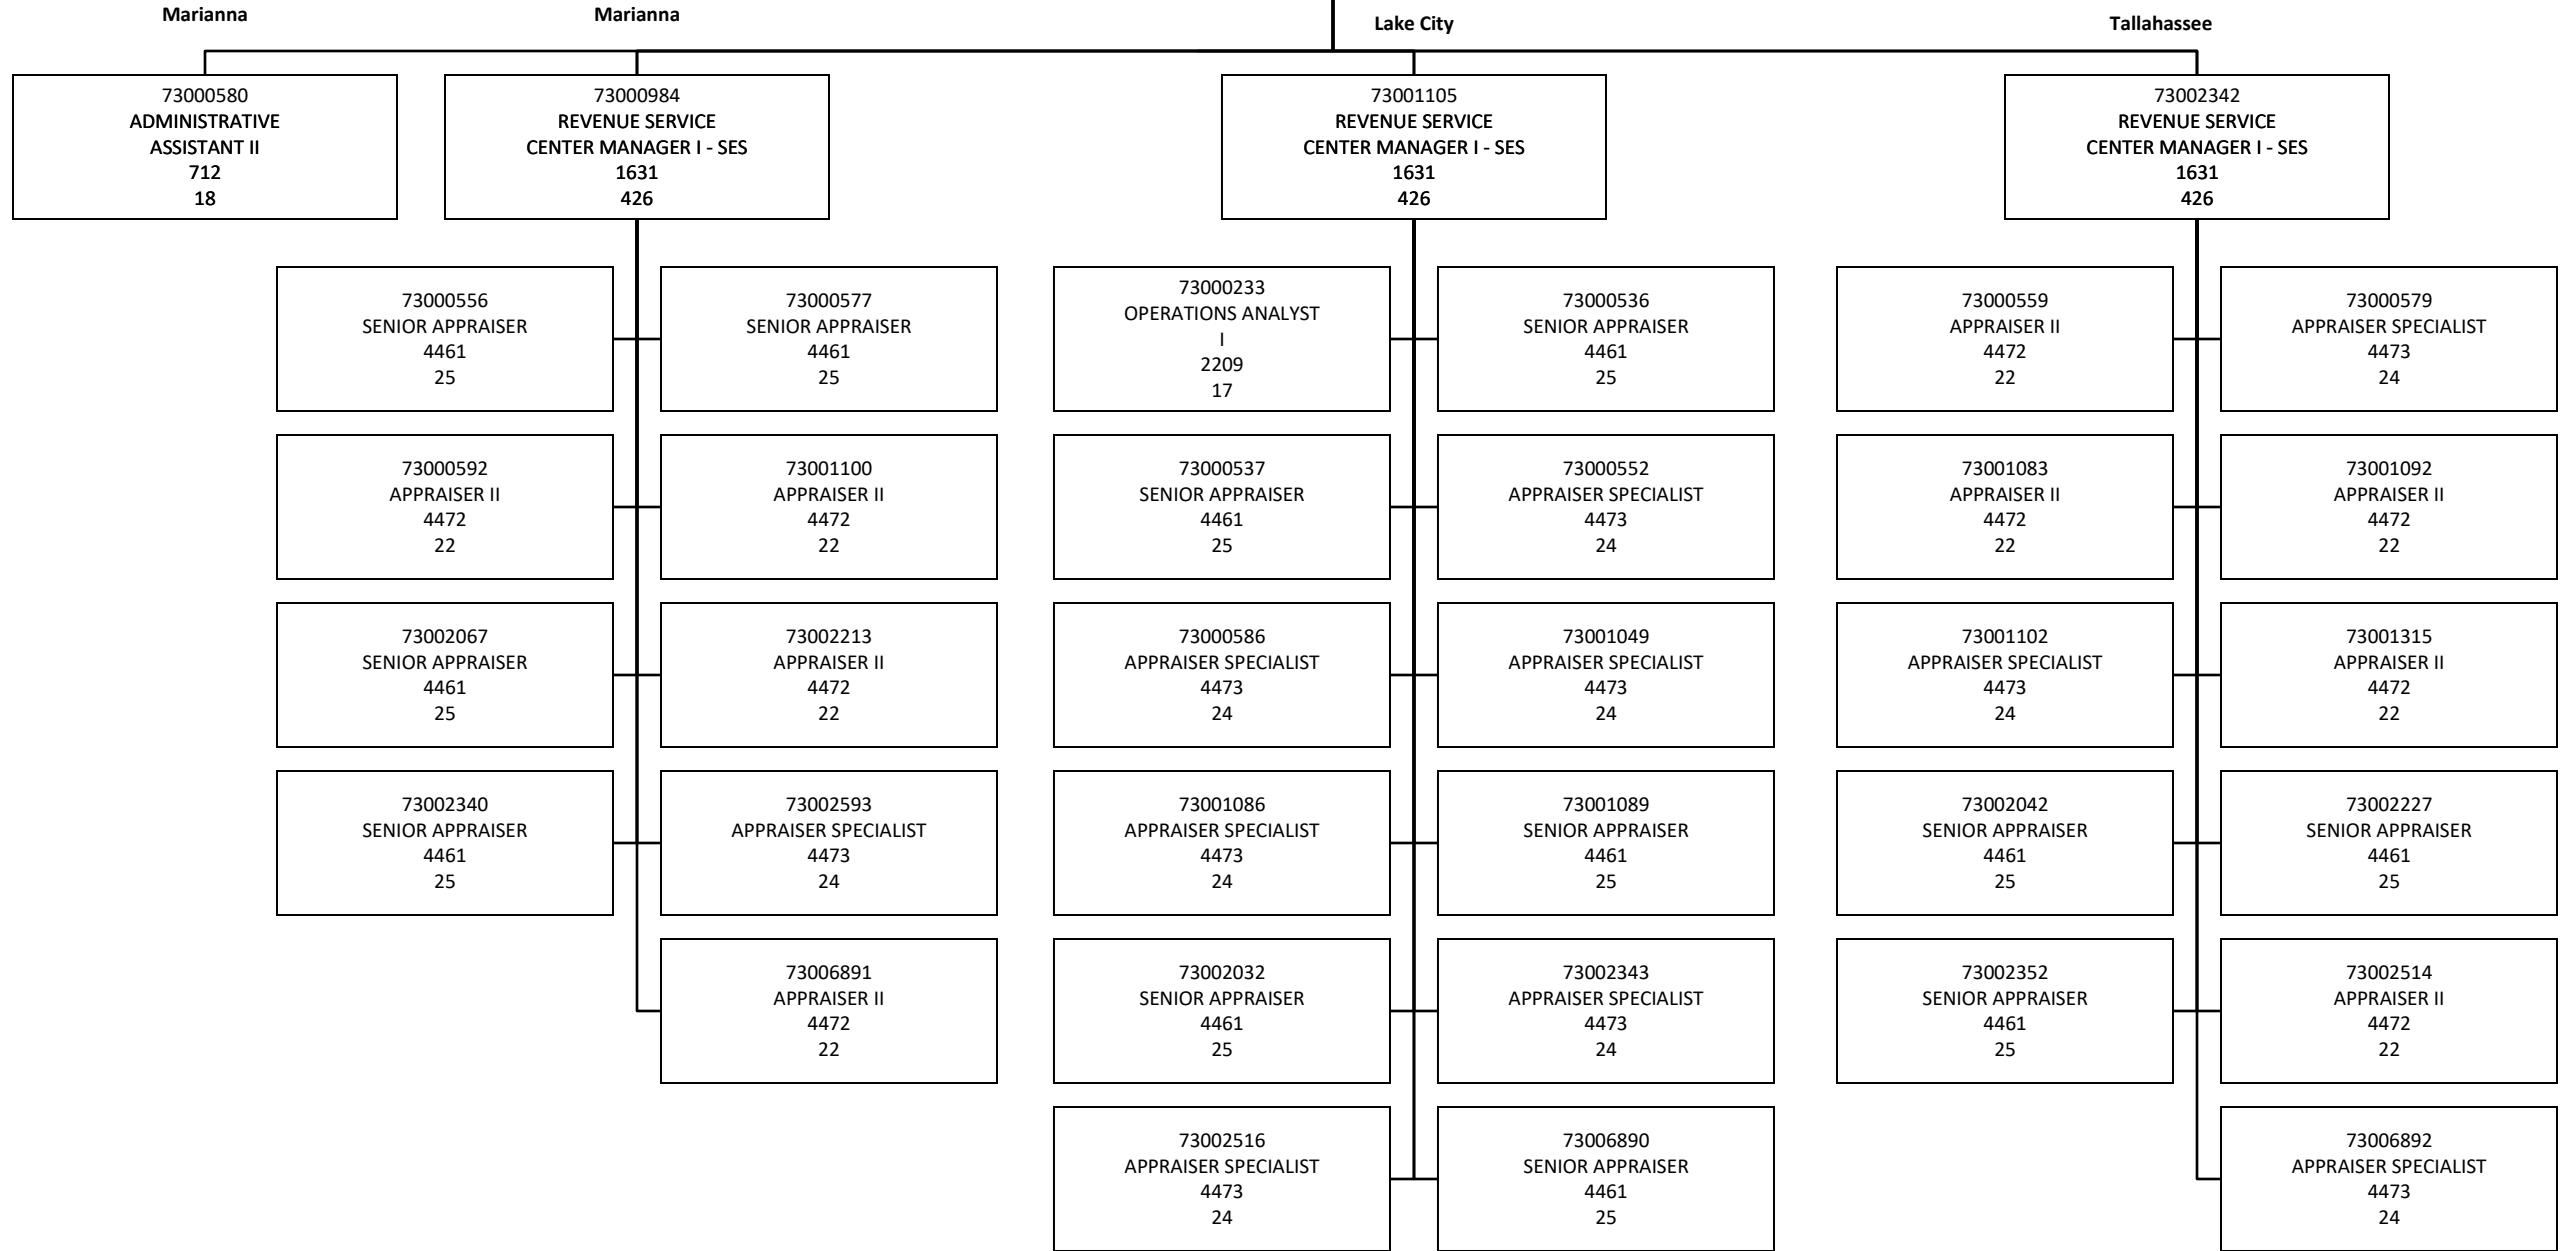 Marianna
Marianna
Lake City
Tallahassee
73000580
ADMINISTRATIVE
ASSISTANT II
712
18
73000984
REVENUE SERVICE
CENTER MANAGER I - SES
1631
426
73001105
REVENUE SERVICE
CENTER MANAGER I - SES
1631
426
73002342
REVENUE SERVICE
CENTER MANAGER I - SES
1631
426
73000556
SENIOR APPRAISER
4461
25
73000577
SENIOR APPRAISER
4461
25
73000233
OPERATIONS ANALYST
I
2209
17
73000536
SENIOR APPRAISER
4461
25
73000559
APPRAISER II
4472
22
73000579
APPRAISER SPECIALIST
4473
24
73000592
APPRAISER II
4472
22
73001100
APPRAISER II
4472
22
73000537
SENIOR APPRAISER
4461
25
73000552
APPRAISER SPECIALIST
4473
24
73001083
APPRAISER II
4472
22
73001092
APPRAISER II
4472
22
73002067
SENIOR APPRAISER
4461
25
73002213
APPRAISER II
4472
22
73000586
APPRAISER SPECIALIST
4473
24
73001049
APPRAISER SPECIALIST
4473
24
73001102
APPRAISER SPECIALIST
4473
24
73001315
APPRAISER II
4472
22
73002340
SENIOR APPRAISER
4461
25
73002593
APPRAISER SPECIALIST
4473
24
73001086
APPRAISER SPECIALIST
4473
24
73001089
SENIOR APPRAISER
4461
25
73002042
SENIOR APPRAISER
4461
25
73002227
SENIOR APPRAISER
4461
25
73006891
APPRAISER II
4472
22
73002032
SENIOR APPRAISER
4461
25
73002343
APPRAISER SPECIALIST
4473
24
73002352
SENIOR APPRAISER
4461
25
73002514
APPRAISER II
4472
22
73002516
APPRAISER SPECIALIST
4473
24
73006890
SENIOR APPRAISER
4461
25
73006892
APPRAISER SPECIALIST
4473
24